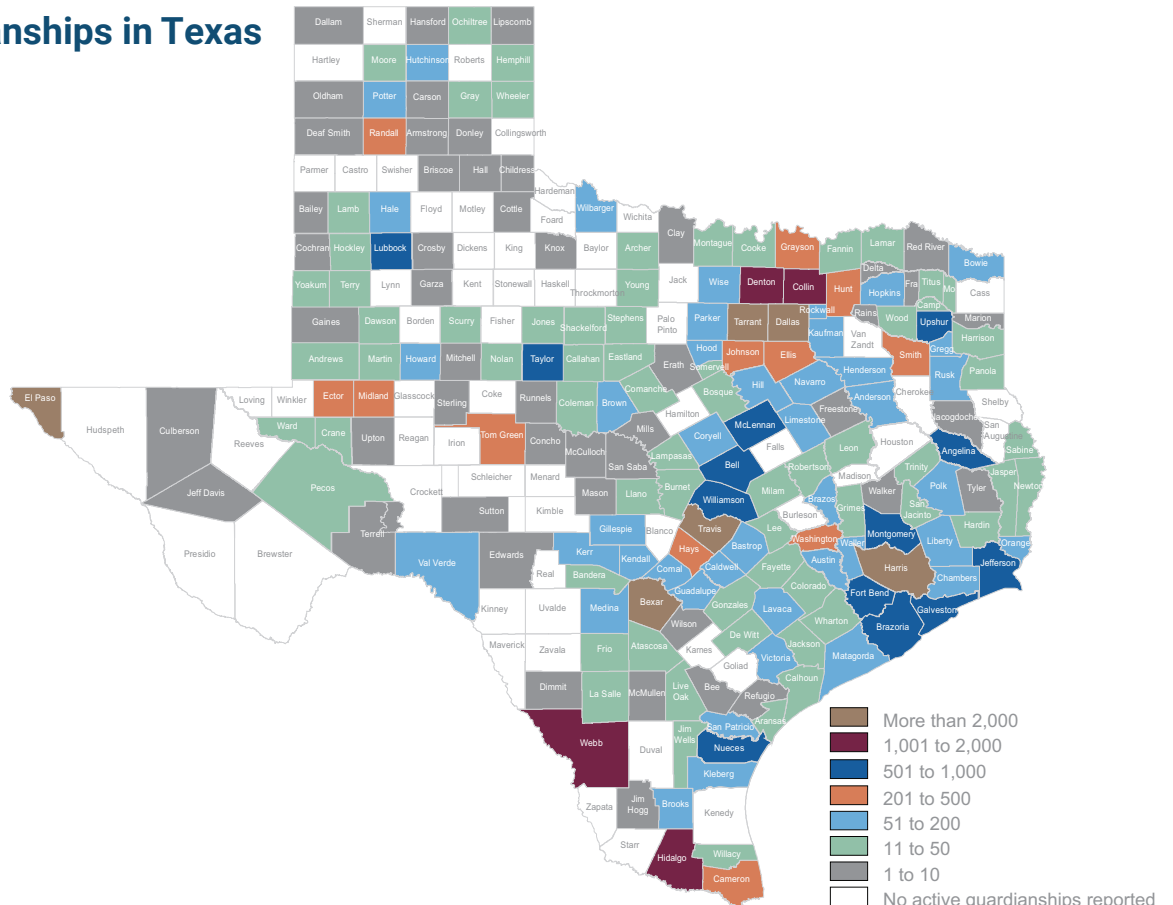 anships in Texas
Dallam Sherman Hansford Ochiltree Lipscomb
Hartley Moore Hutchinson Roberts Hemphill
Oldham Potter Carson Gray Wheeler
Deaf Smith Randall Armstrong Donley Collingsworth
Parmer Castro Swisher Briscoe Hall Childress
Hardeman
Bailey Lamb Hale Floyd Motley Cottle Foard Wilbarger Wichita
Clay Montague Cooke Grayson Fannin Lamar Red River
Cochran Hockley Lubbock Crosby Dickens King Knox Baylor Archer
Delta Bowie
Yoakum Terry Lynn Garza Kent Stonewall Haskell Throckmorton Young Jack Wise Denton Collin Hunt Hopkins Fra Titus Mo Cass
Camp
Gaines Dawson Borden Scurry Fisher Jones Shackelford Stephens Palo
Pinto
Parker Tarrant Dallas Rockwall Rains Wood Upshur Marion
Kaufman Van
Zandt
Gregg Harrison
Andrews Martin Howard Mitchell Nolan Taylor Callahan Eastland Erath Hood Somervell Johnson Ellis Henderson Smith Rusk Panola
El Paso Hudspeth Culberson Loving Winkler Ector Midland Glasscock Sterling Coke Runnels Coleman Brown Comanche Bosque Hill Navarro Anderson Cherokee Shelby
Hamilton Freestone Nacogdoches San
Augustine
Reeves Ward Crane Upton Reagan Irion Tom Green Concho McCulloch Mills Coryell McLennan Limestone Falls Leon Houston Angelina Sabine
San Saba Lampasas Bell Robertson Madison Trinity Jasper Newton
Jeff Davis Pecos Crockett Schleicher Menard Mason Llano Burnet Williamson Milam Brazos Grimes Walker San
Jacinto
Polk Tyler
Sutton Kimble Burleson Hardin
Presidio Brewster Terrell Gillespie Blanco Travis Lee Washington Waller Montgomery Liberty Orange
Val Verde Edwards Kerr Kendall Hays Bastrop Austin Harris Jefferson
Real Bandera Comal Caldwell Fayette Colorado Fort Bend Chambers
Kinney Uvalde Medina Bexar Guadalupe Gonzales Lavaca Wharton Brazoria Galveston
Wilson De Witt Jackson Matagorda
Maverick Zavala Frio Atascosa Kames Goliad Victoria
Calhoun
Dimmit La Salle McMullen Live
Oak
Bee Refugio
Aransas
Webb Duval Jim
Wells
San Patricio
Nueces
Kleberg
Zapata Jim
Hogg
Brooks Kenedy
Starr Hidalgo Willacy
Cameron
More than 2,000
1,001 to 2,000
501 to 1,000
201 to 500
51 to 200
11 to 50
1 to 10
No active guardianships reported